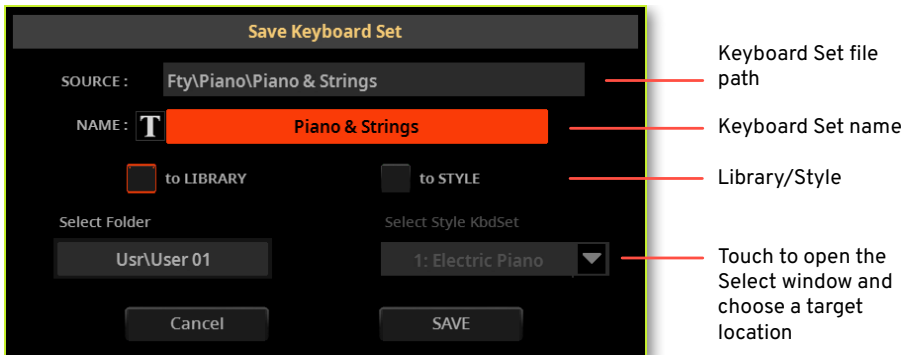 Save Keyboard Set
SOURCE :
Fty\Piano\Piano & Strings
Keyboard Set file
path
NAME :
T
Piano & Strings
Keyboard Set name
to LIBRARY
to STYLE
Library/Style
Select Folder
Select Style KbdSet
Usr\User 01
1: Electric Piano
Touch to open the
Select window and
choose a target
location
Cancel
SAVE